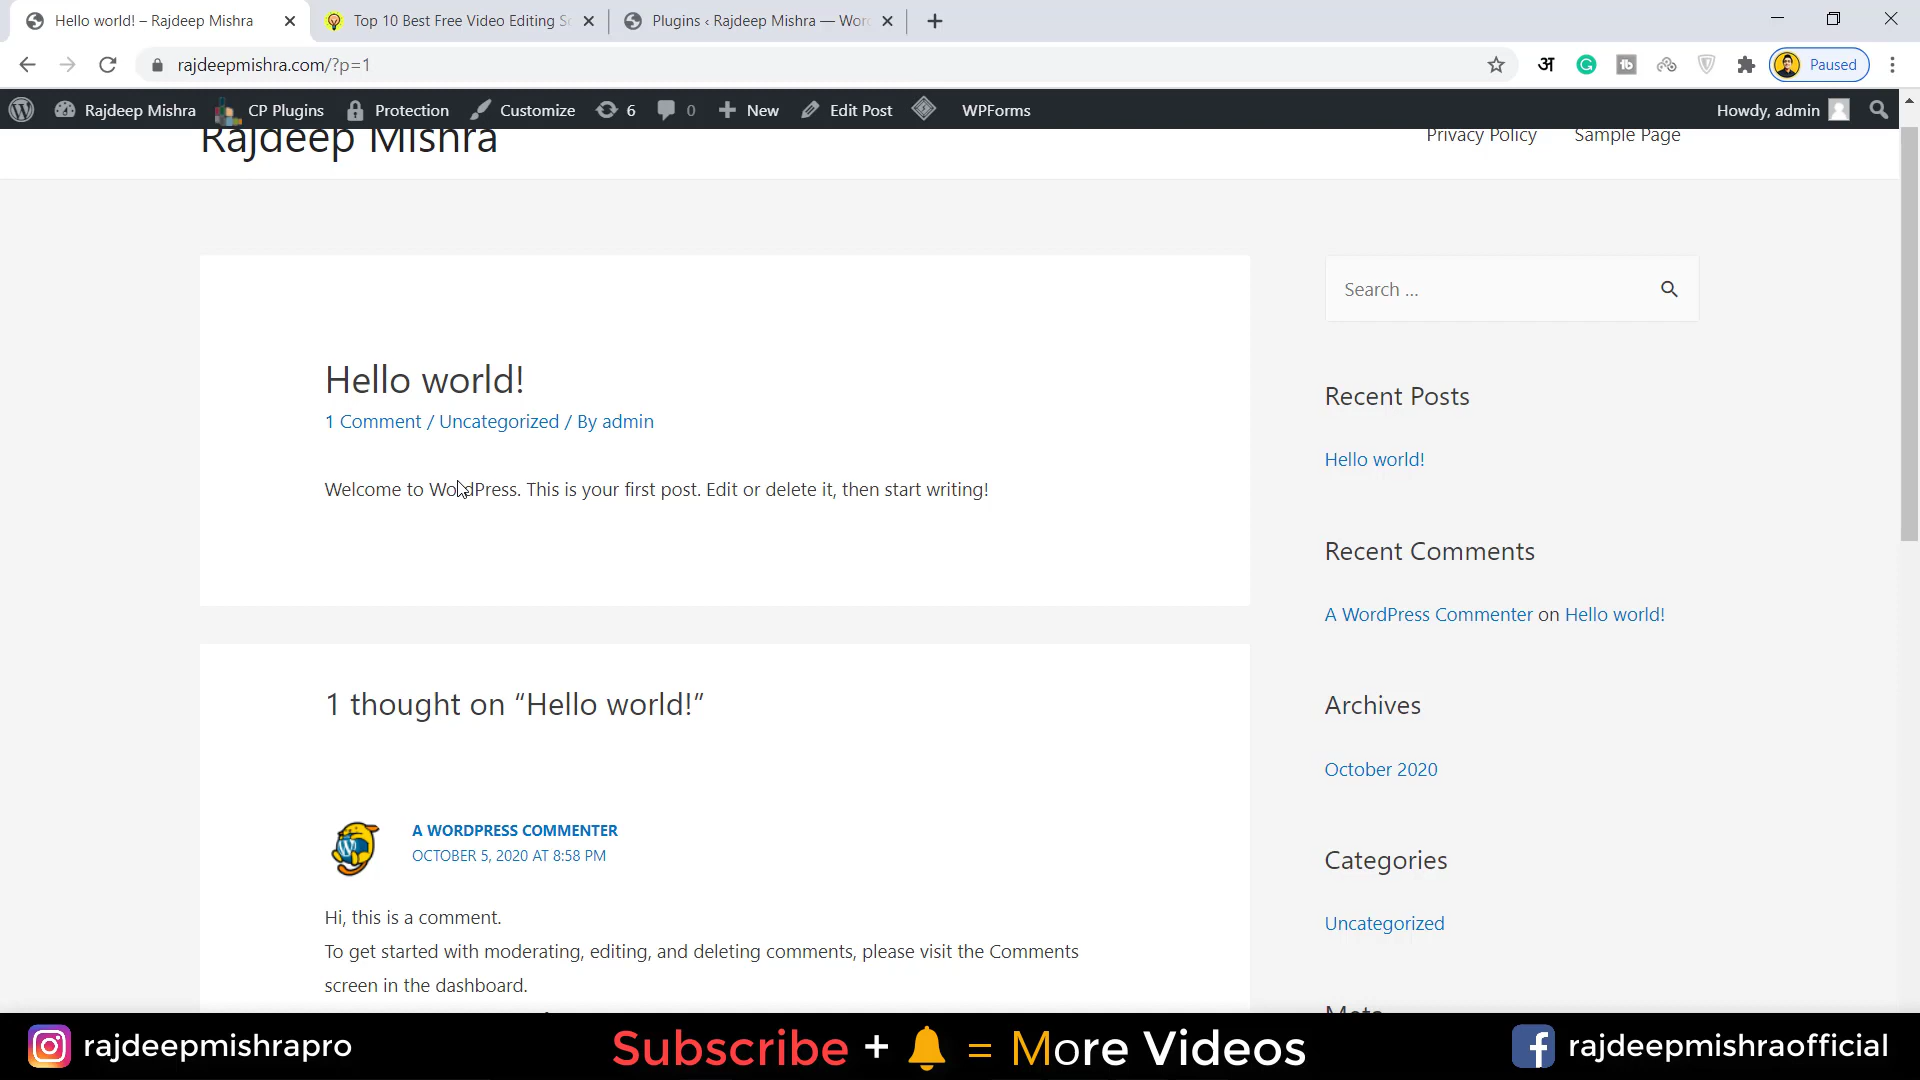 Hello world! – Rajdeep Mishra
Top 10 Best Free Video Editing S
Plugins ‹ Rajdeep Mishra — Wor
rajdeepmishra.com/?p=1
अ
Paused
Rajdeep Mishra
CP Plugins
Protection
Customize
6
0
New
Edit Post
WPForms
Howdy, admin
Rajdeep Mishra
Privacy Policy
Sample Page
Search ...
Hello world!
1 Comment / Uncategorized / By admin
Welcome to WordPress. This is your first post. Edit or delete it, then start writing!
Recent Posts
Hello world!
Recent Comments
A WordPress Commenter on Hello world!
1 thought on “Hello world!”
Archives
October 2020
A WORDPRESS COMMENTER
OCTOBER 5, 2020 AT 8:58 PM
Categories
Uncategorized
Hi, this is a comment.
To get started with moderating, editing, and deleting comments, please visit the Comments
screen in the dashboard.
Meta
rajdeepmishrapro
Subscribe + = More Videos
rajdeepmishraofficial